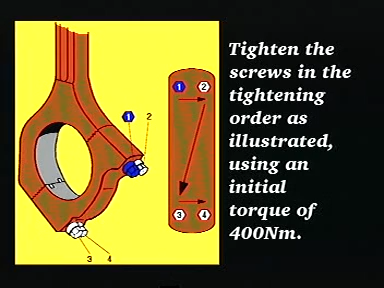 Tighten the
screws in the
tightening
order as
illustrated,
using an
initial
torque of
400Nm.
1 2
1 2
3 4
3 4